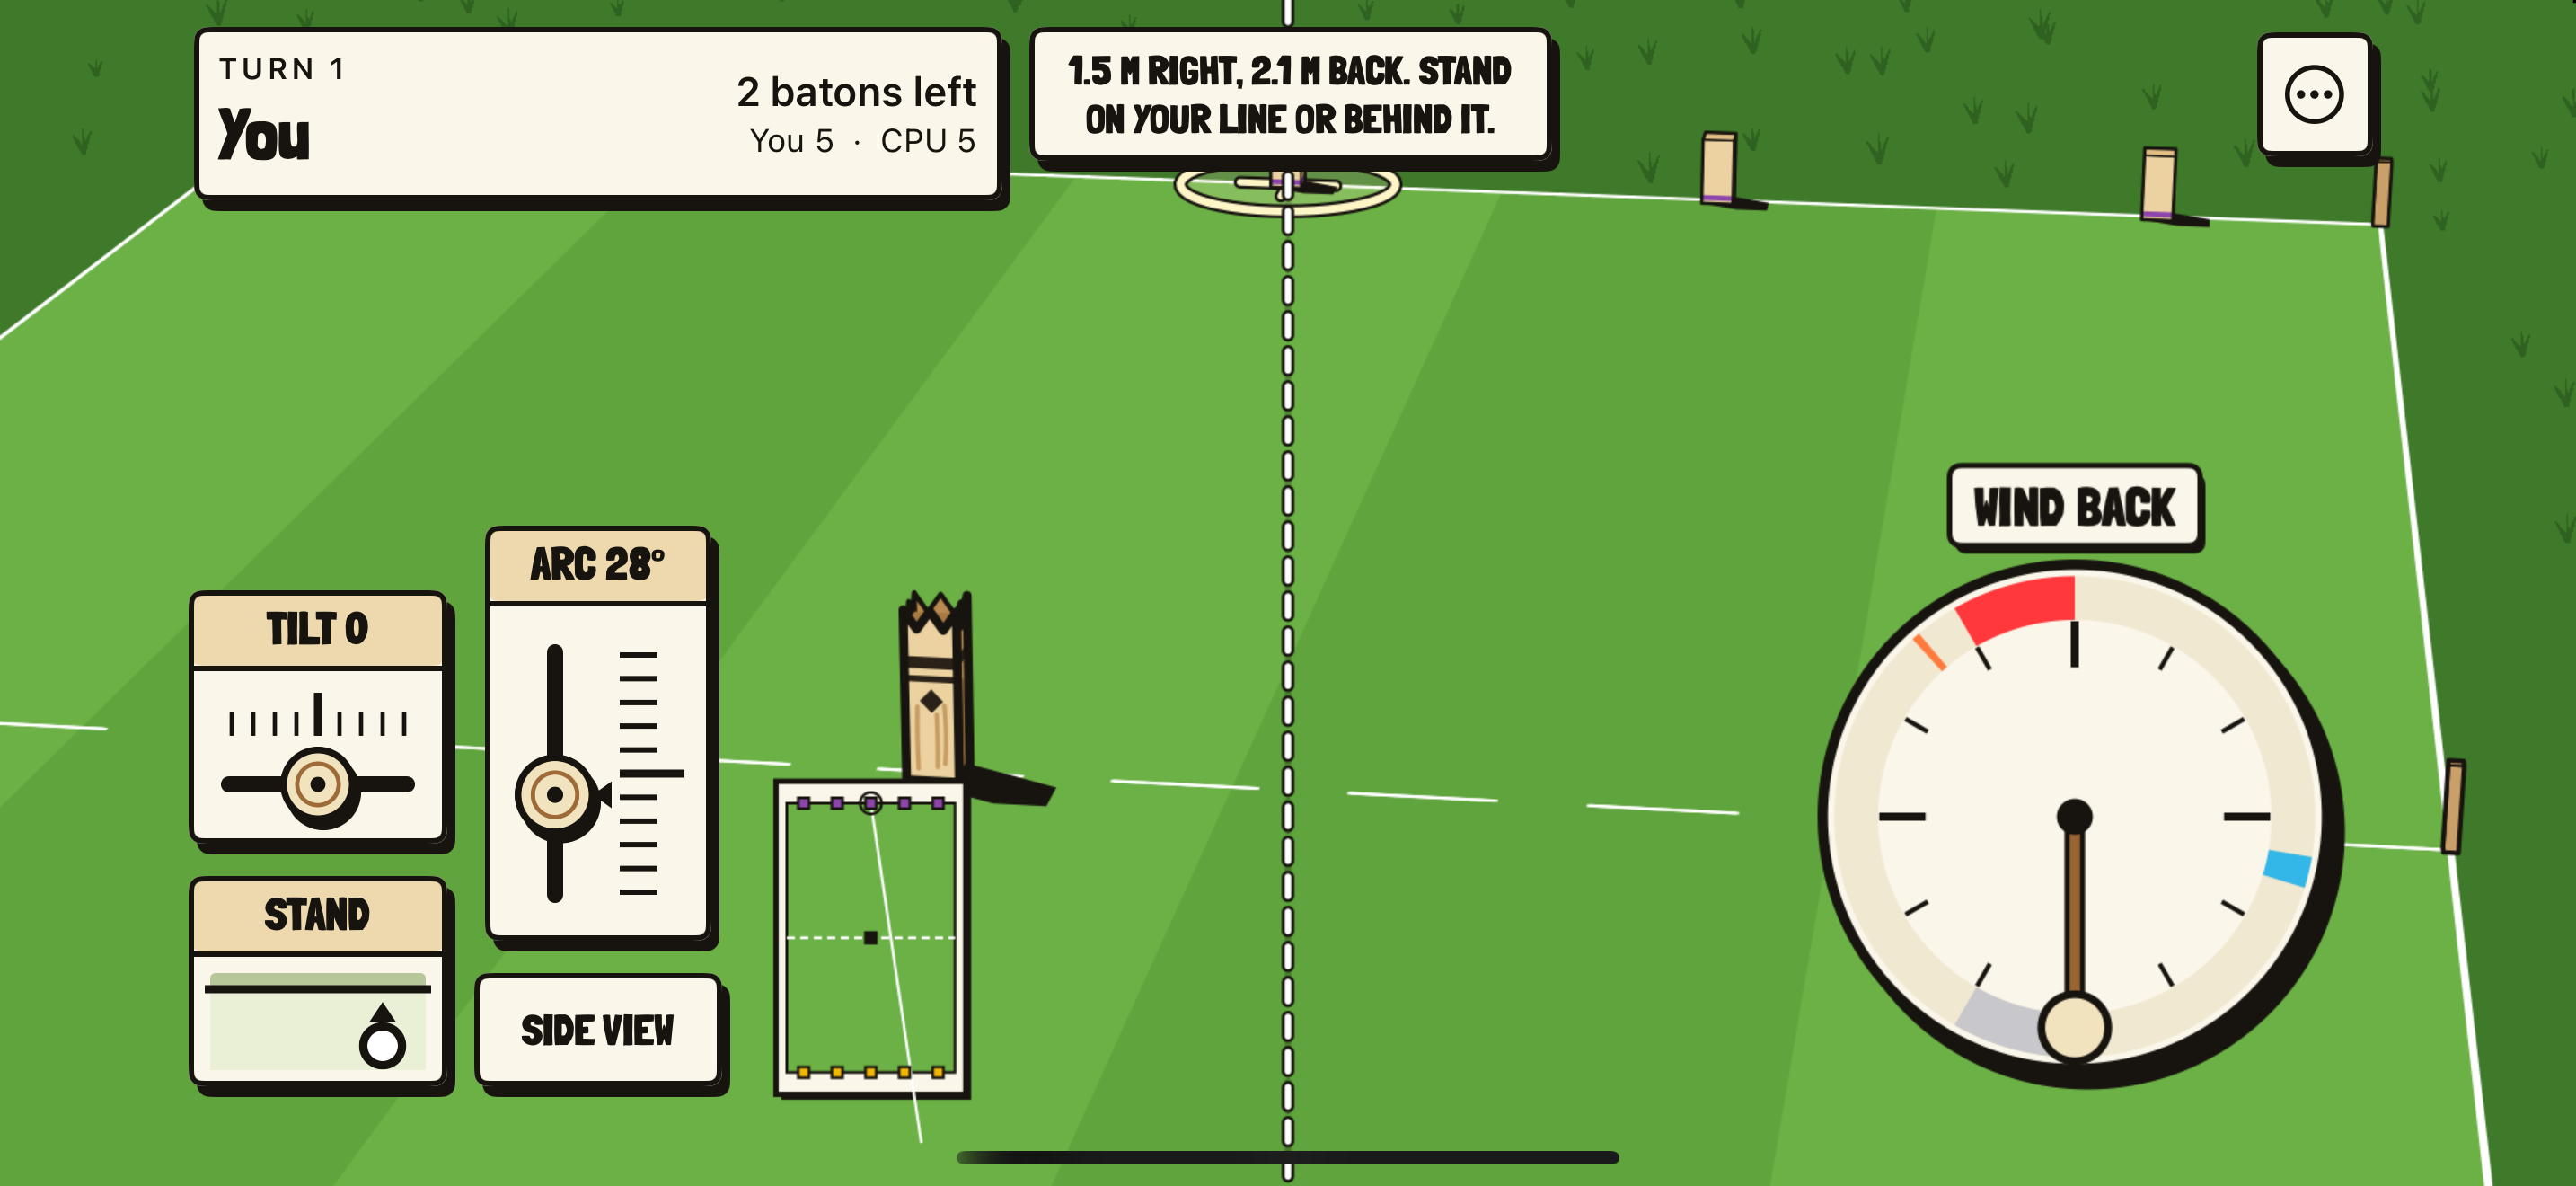 TURN 1
You
2 batons left
You 5 · CPU 5
1.5 M RIGHT, 2.1 M BACK. STAND
ON YOUR LINE OR BEHIND IT.
WIND BACK
ARC 28°
TILT 0
STAND
SIDE VIEW